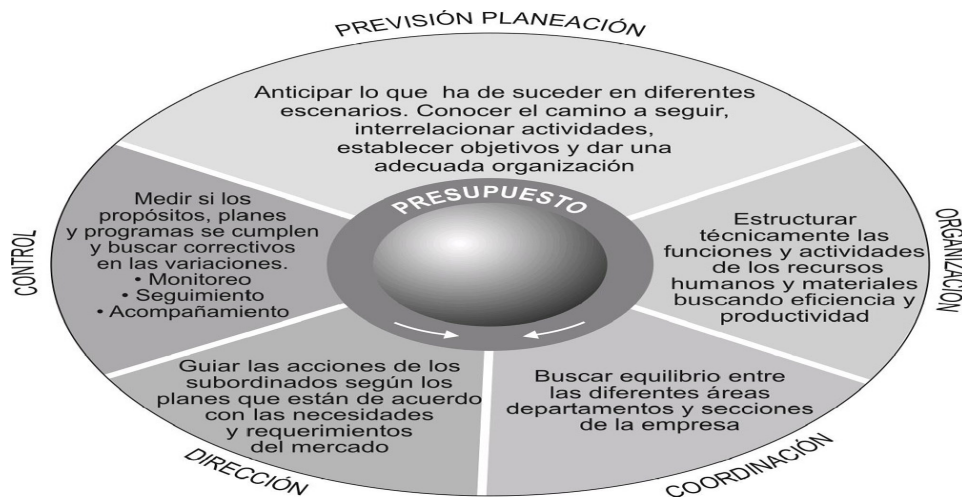 PREVISIÓN PLANEACIÓN
Anticipar lo que ha de suceder en diferentes
escenarios. Conocer el camino a seguir,
interrelacionar actividades,
establecer objetivos y dar una
adecuada organización
PRESUPUESTO
CONTROL
Medir si los
propósitos, planes
y programas se cumplen
y buscar correctivos
en las variaciones.
• Monitoreo
• Seguimiento
• Acompañamiento
ORGANIZACIÓN
Estructurar
técnicamente las
funciones y actividades
de los recursos
humanos y materiales
buscando eficiencia y
productividad
Guiar las acciones de los
subordinados según los
planes que están de acuerdo
con las necesidades
y requerimientos
del mercado
DIRECCIÓN
Buscar equilibrio entre
las diferentes áreas
departamentos y secciones
de la empresa
COORDINACIÓN